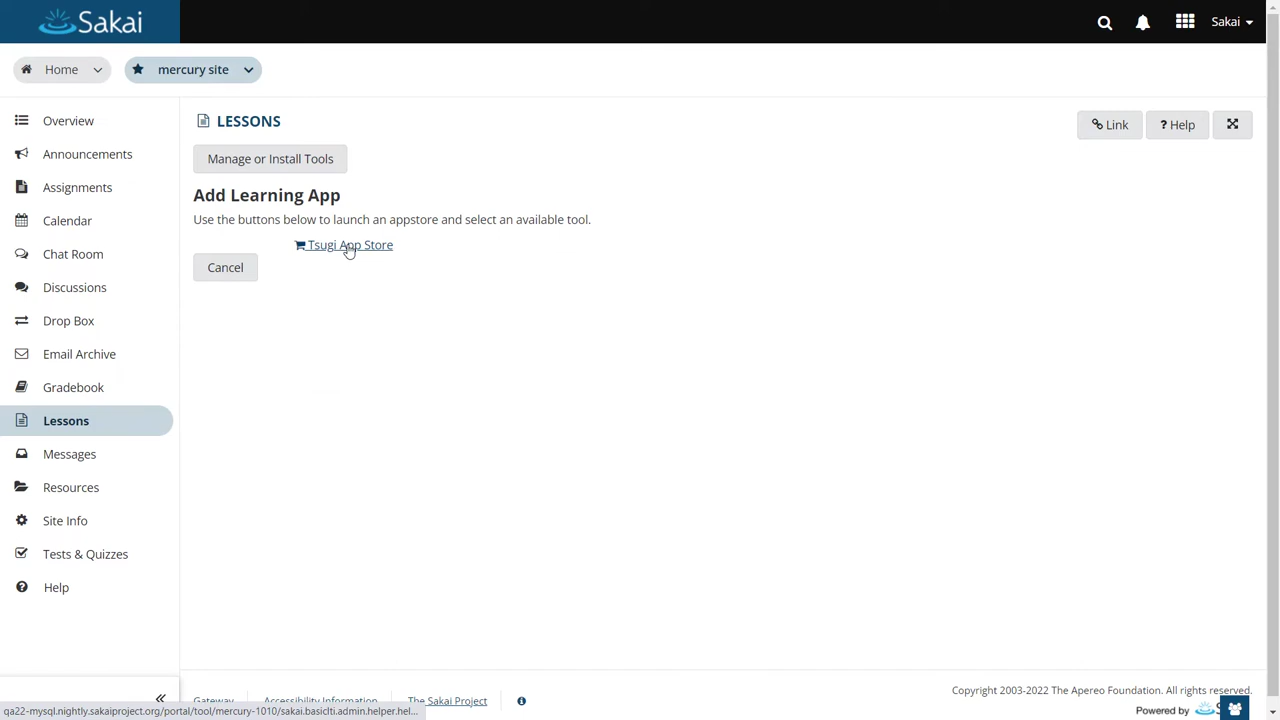 Sakai
Sakai
Home
mercury site
Overview
Announcements
Assignments
Calendar
Chat Room
Discussions
Drop Box
Email Archive
Gradebook
Lessons
Messages
Resources
Site Info
Tests & Quizzes
Help
LESSONS
Link
? Help
Manage or Install Tools
Add Learning App
Use the buttons below to launch an appstore and select an available tool.
Tsugi App Store
Cancel
Gateway
Accessibility Information
The Sakai Project
Copyright 2003-2022 The Apereo Foundation. All rights reserved.
Powered by
qa22-mysql.nightly.sakaiproject.org/portal/tool/mercury-1010/sakai.basiclti.admin.helper.hel...